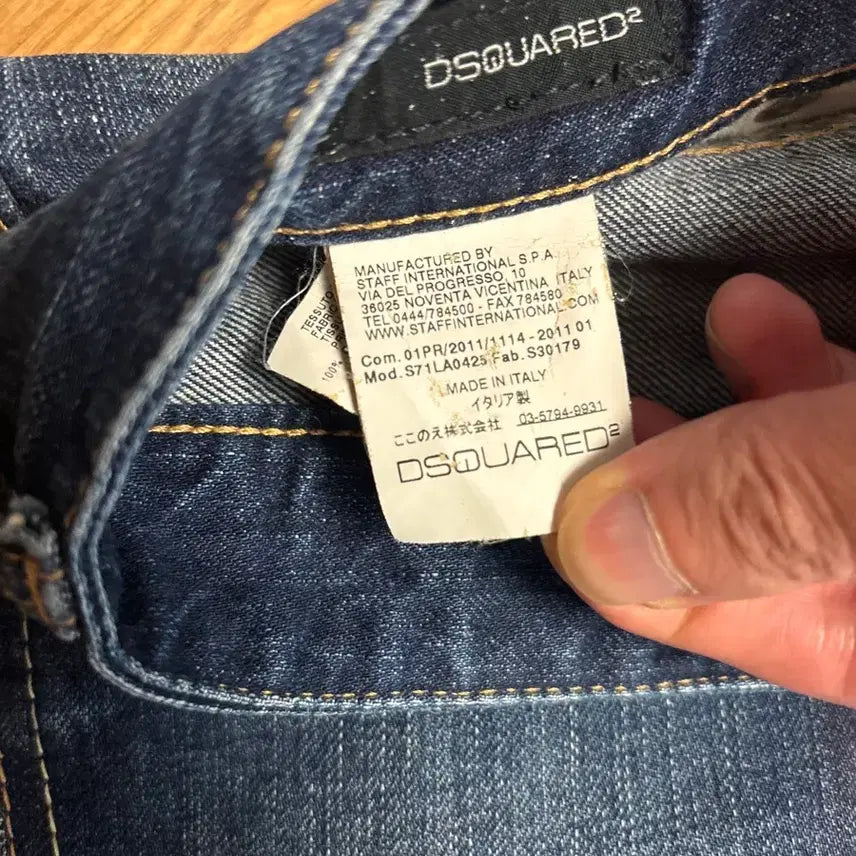 DSQUARED²
MANUFACTURED BY
STAFF INTERNATIONAL S.P.A.
VIA DEL PROGRESSO, 10
36025 NOVENTA VICENTINA ITALY
TEL 0444/784500 - FAX 784580
WWW.STAFFINTERNATIONAL.COM
Com. 01PR/2011/1114 - 2011 01
Mod. S71LA0425 Fab. S30179
MADE IN ITALY
イタリア製
ここのえ株式会社 03-5794-9931
DSQUARED²
TESSUTO
100%